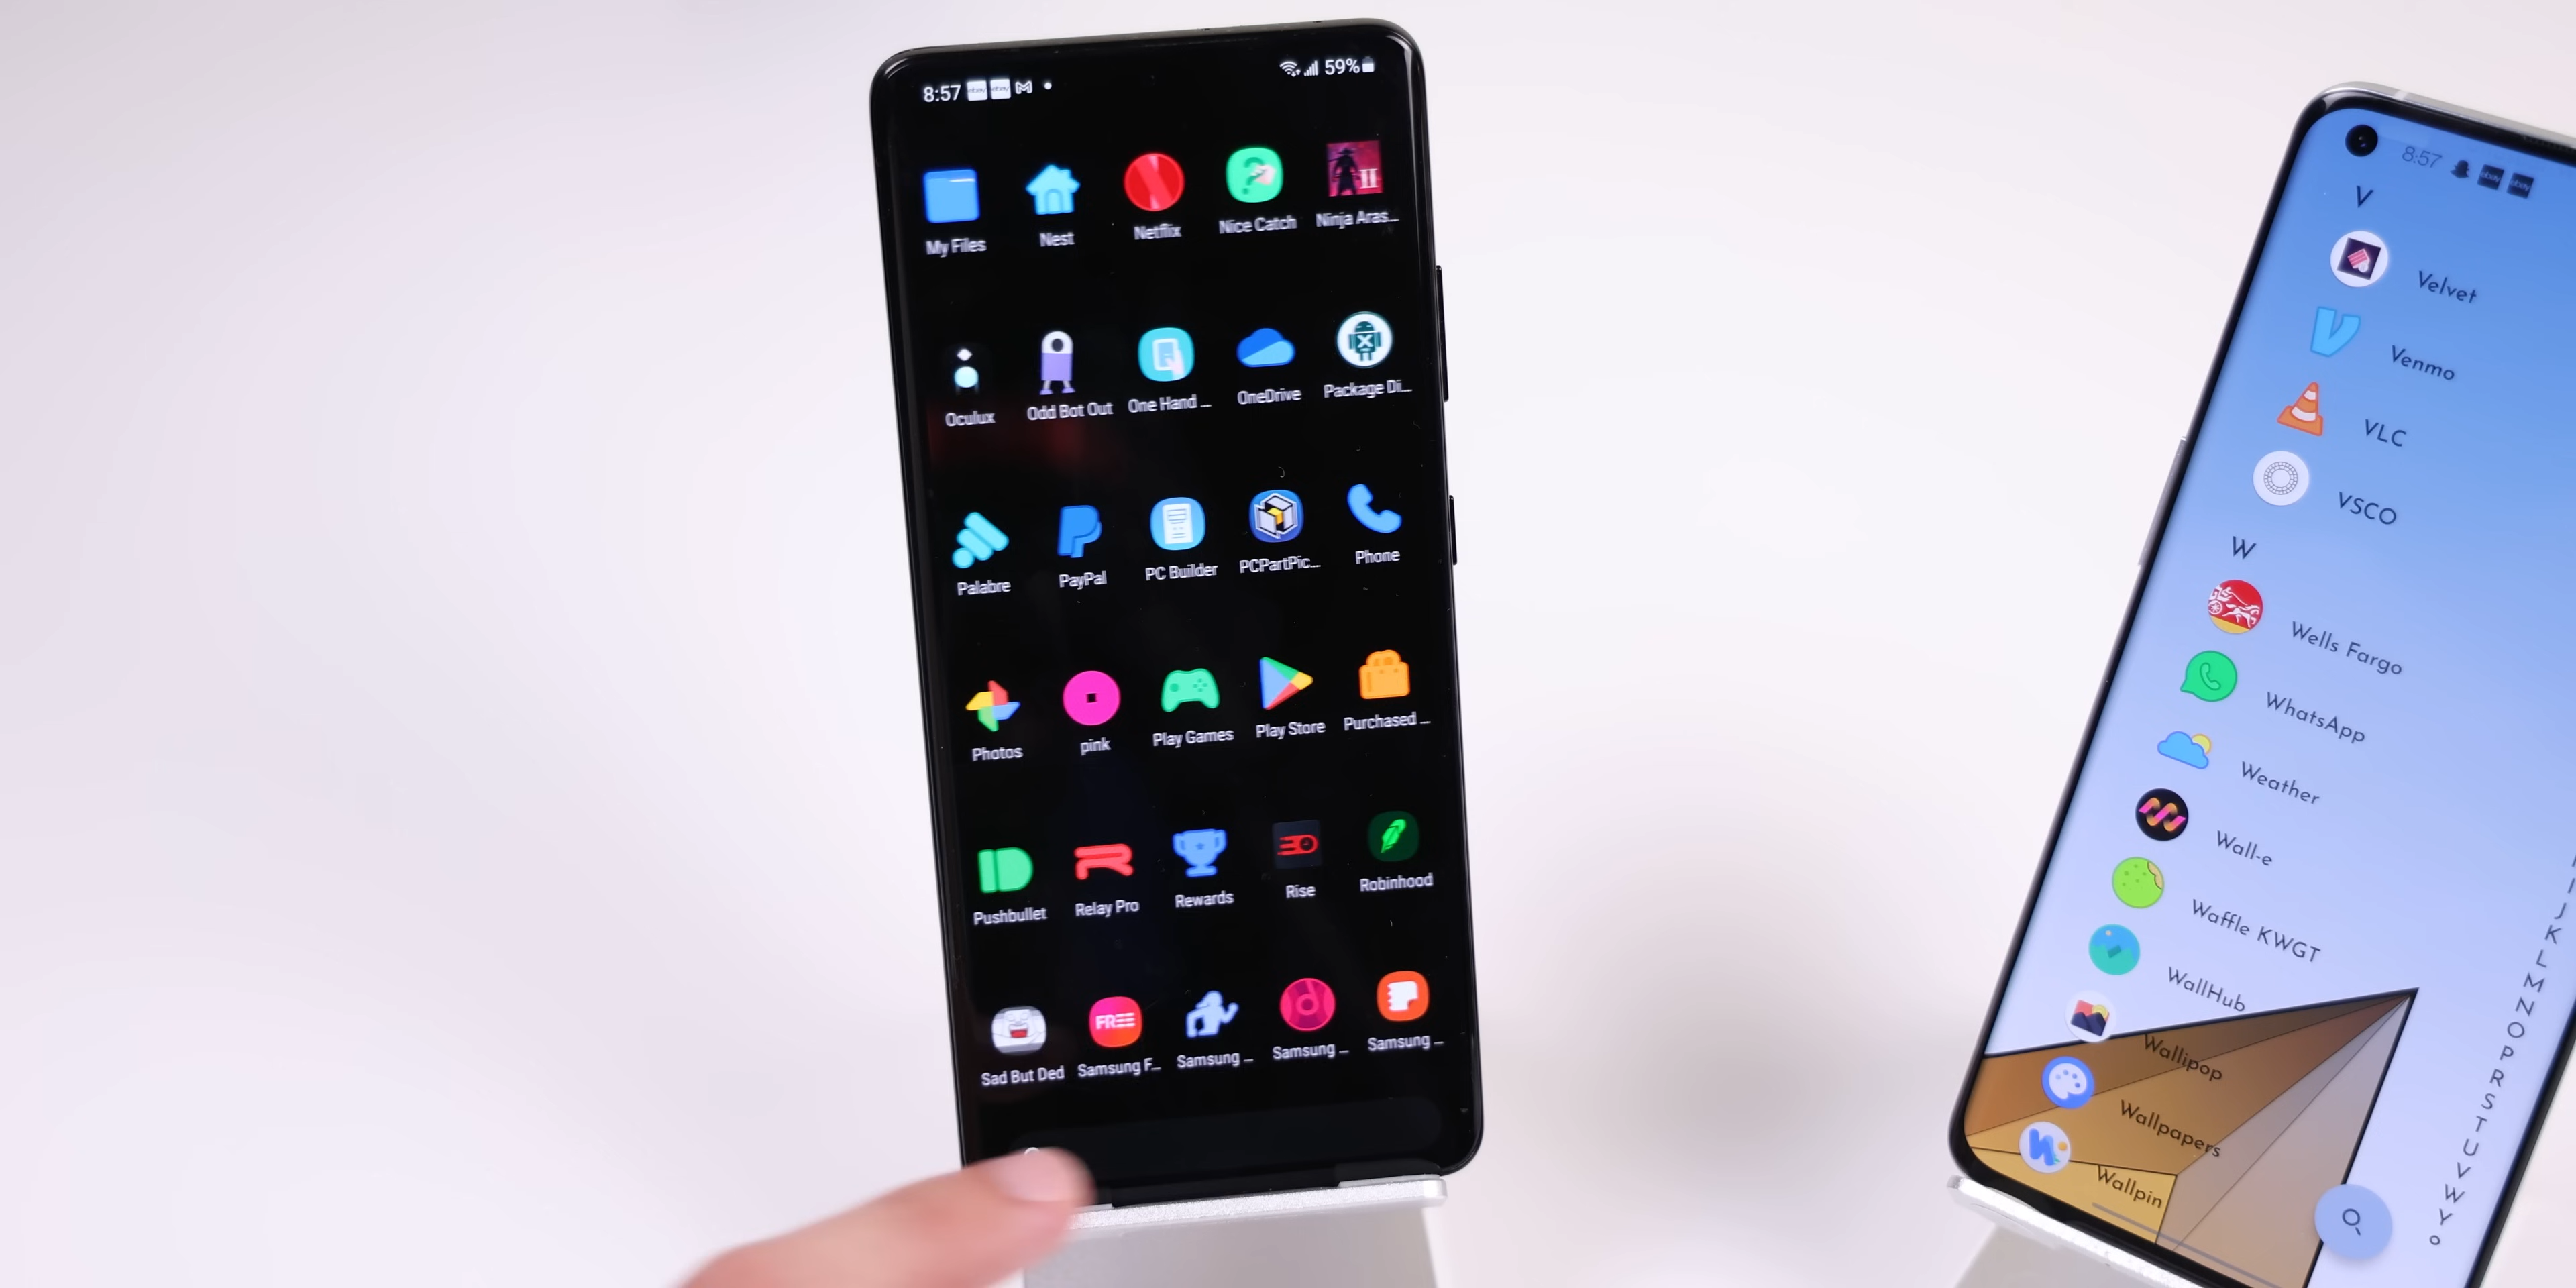 8:57
59%
My Files Nest Netflix Nice Catch Ninja Aras...
II
Oculux Odd Bot Out One Hand ... OneDrive Package Di...
Palabre PayPal PC Builder PCPartPic... Phone
Photos pink Play Games Play Store Purchased ...
Pushbullet Relay Pro Rewards Rise Robinhood
FREE
Sad But Ded Samsung F... Samsung ... Samsung ... Samsung ...
8:57
V
Velvet
Venmo
VLC
VSCO
W
Wells Fargo
WhatsApp
Weather
Wall-e
Waffle KWGT
WallHub
Wallipop
Wallpapers
Wallpin
J
K
L
M
N
O
P
R
S
T
U
V
W
Y